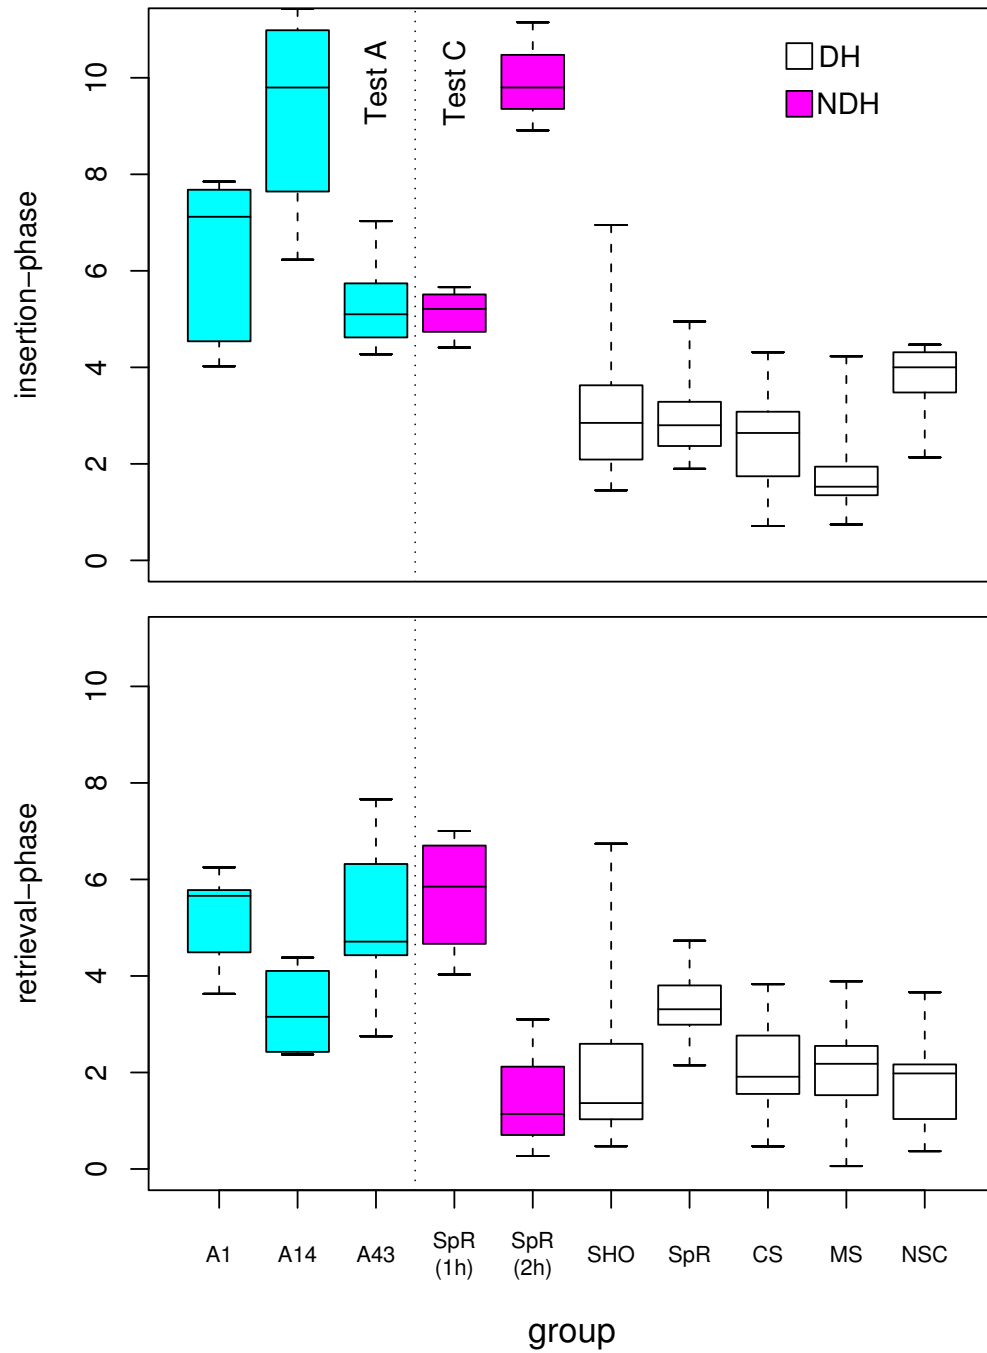 Test A
Test C
DH
NDH
insertion-phase
10
8
6
4
2
0
retrieval-phase
10
8
6
4
2
0
A1 A14 A43 SpR (1h) SpR (2h) SHO SpR CS MS NSC
group